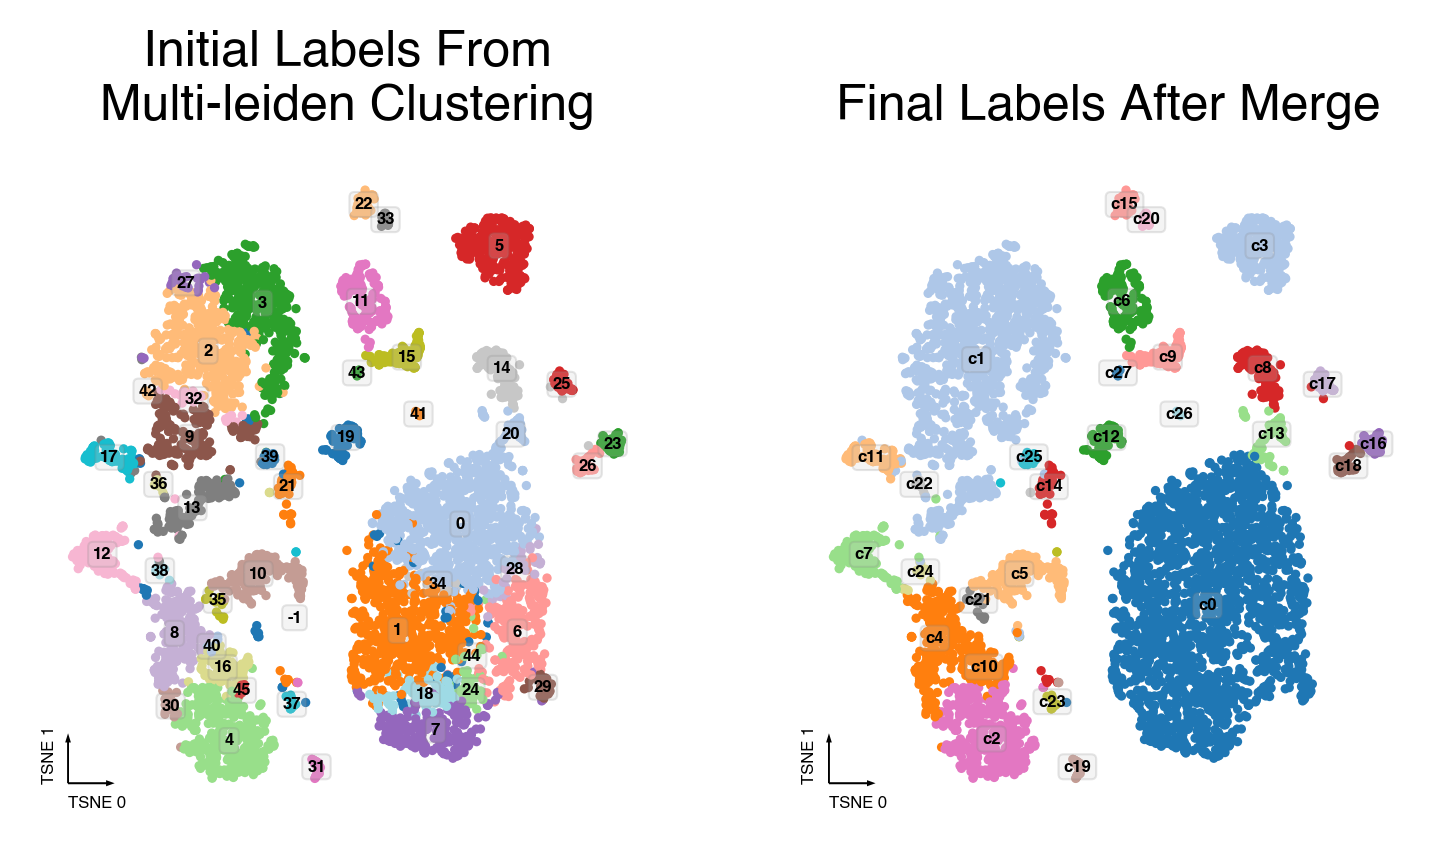 Initial Labels From
Multi-leiden Clustering
22
33
5
27
3
11
2
15
43
14
42
32
25
41
9
20
19
17
39
23
26
36
21
13
0
12
38
10
28
34
35
-1
8
1
6
40
44
16
45
18
24
29
30
37
7
4
31
TSNE 1
TSNE 0
Final Labels After Merge
c15
c20
c3
c6
c1
c9
c27
c8
c17
c26
c13
c12
c11
c25
c16
c18
c22
c14
c7
c24
c5
c21
c0
c4
c10
c23
c2
c19
TSNE 1
TSNE 0